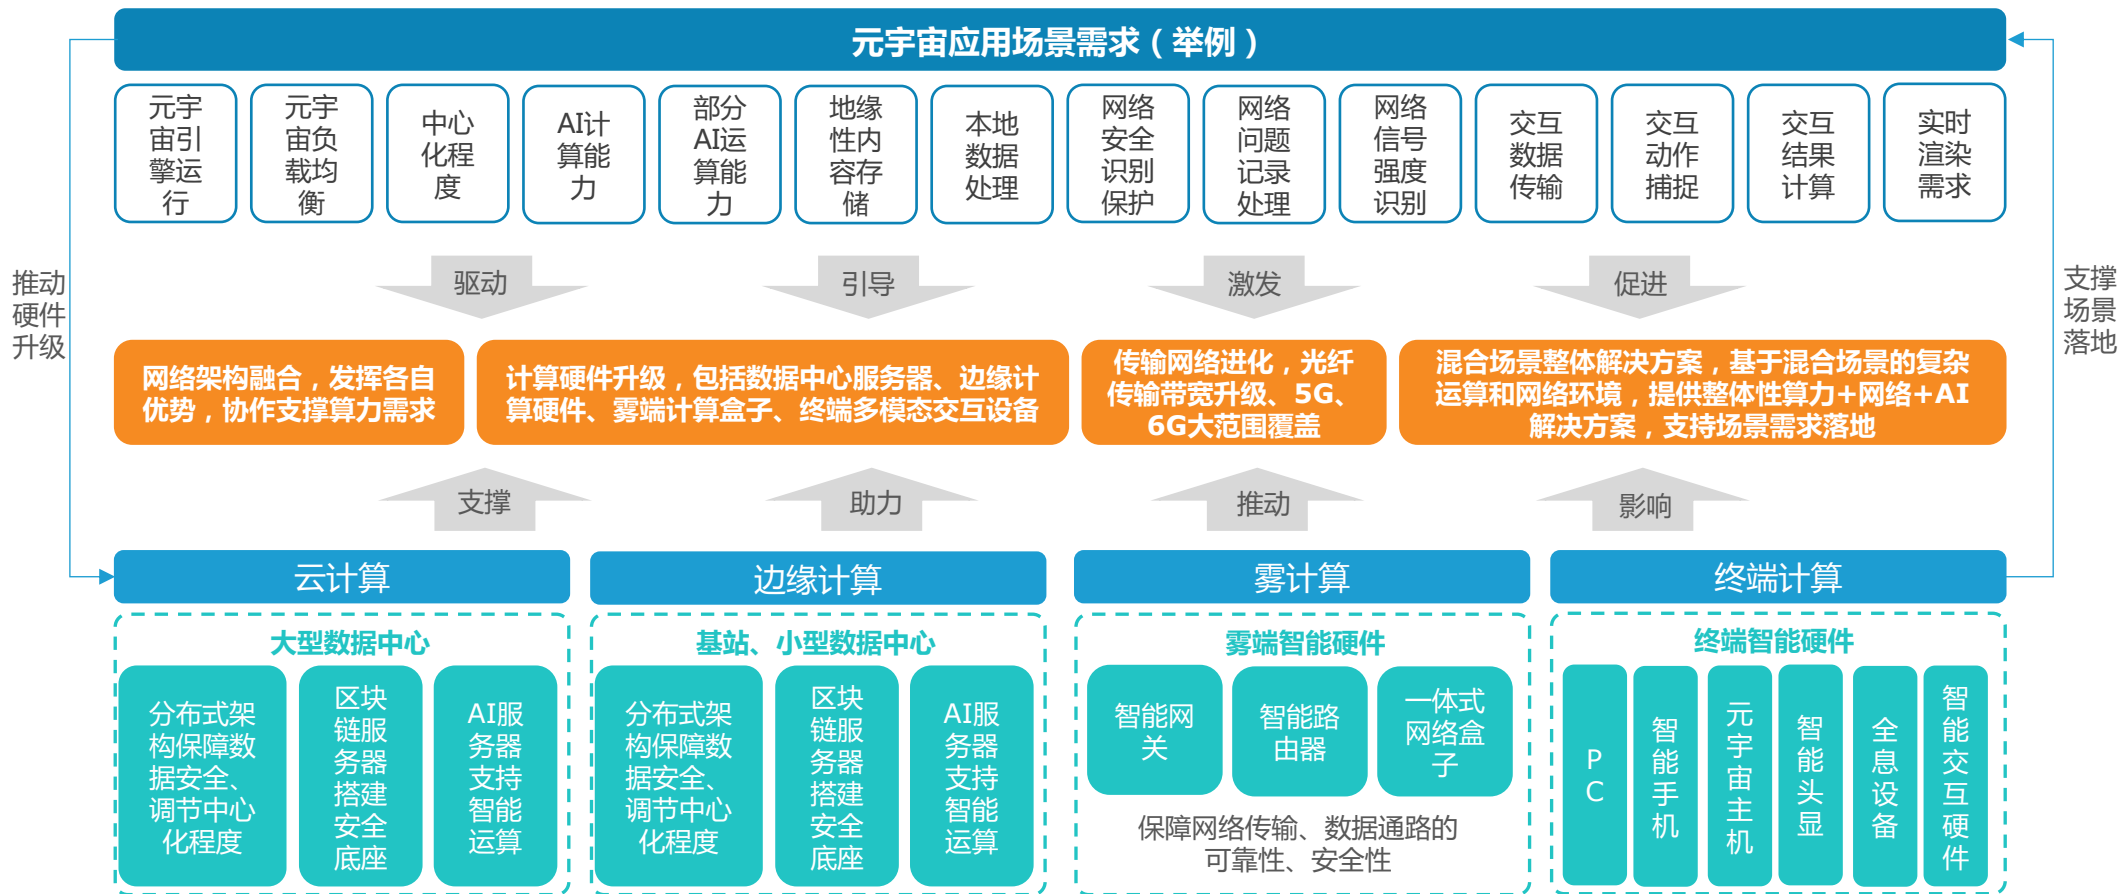 元宇宙应用场景需求（举例）
元宇
宙引
擎运
行
元宇
宙负
载均
衡
中心
化程
度
AI计
算能
力
部分
AI运
算能
力
地缘
性内
容存
储
本地
数据
处理
网络
安全
识别
保护
网络
问题
记录
处理
网络
信号
强度
识别
交互
数据
传输
交互
动作
捕捉
交互
结果
计算
实时
渲染
需求
推动
硬件
升级
驱动
引导
激发
促进
支撑
场景
落地
网络架构融合，发挥各自
优势，协作支撑算力需求
计算硬件升级，包括数据中心服务器、边缘计
算硬件、雾端计算盒子、终端多模态交互设备
传输网络进化，光纤
传输带宽升级、5G、
6G大范围覆盖
混合场景整体解决方案，基于混合场景的复杂
运算和网络环境，提供整体性算力+网络+AI
解决方案，支持场景需求落地
支撑
助力
推动
影响
云计算
边缘计算
雾计算
终端计算
大型数据中心
分布式架
构保障数
据安全、
调节中心
化程度
区块
链服
务器
搭建
安全
底座
AI服
务器
支持
智能
运算
基站、小型数据中心
分布式架
构保障数
据安全、
调节中心
化程度
区块
链服
务器
搭建
安全
底座
AI服
务器
支持
智能
运算
雾端智能硬件
智能网
关
智能路
由器
一体式
网络盒
子
保障网络传输、数据通路的
可靠性、安全性
终端智能硬件
P
C
智
能
手
机
元
宇
宙
主
机
智
能
头
显
全
息
设
备
智
能
交
互
硬
件